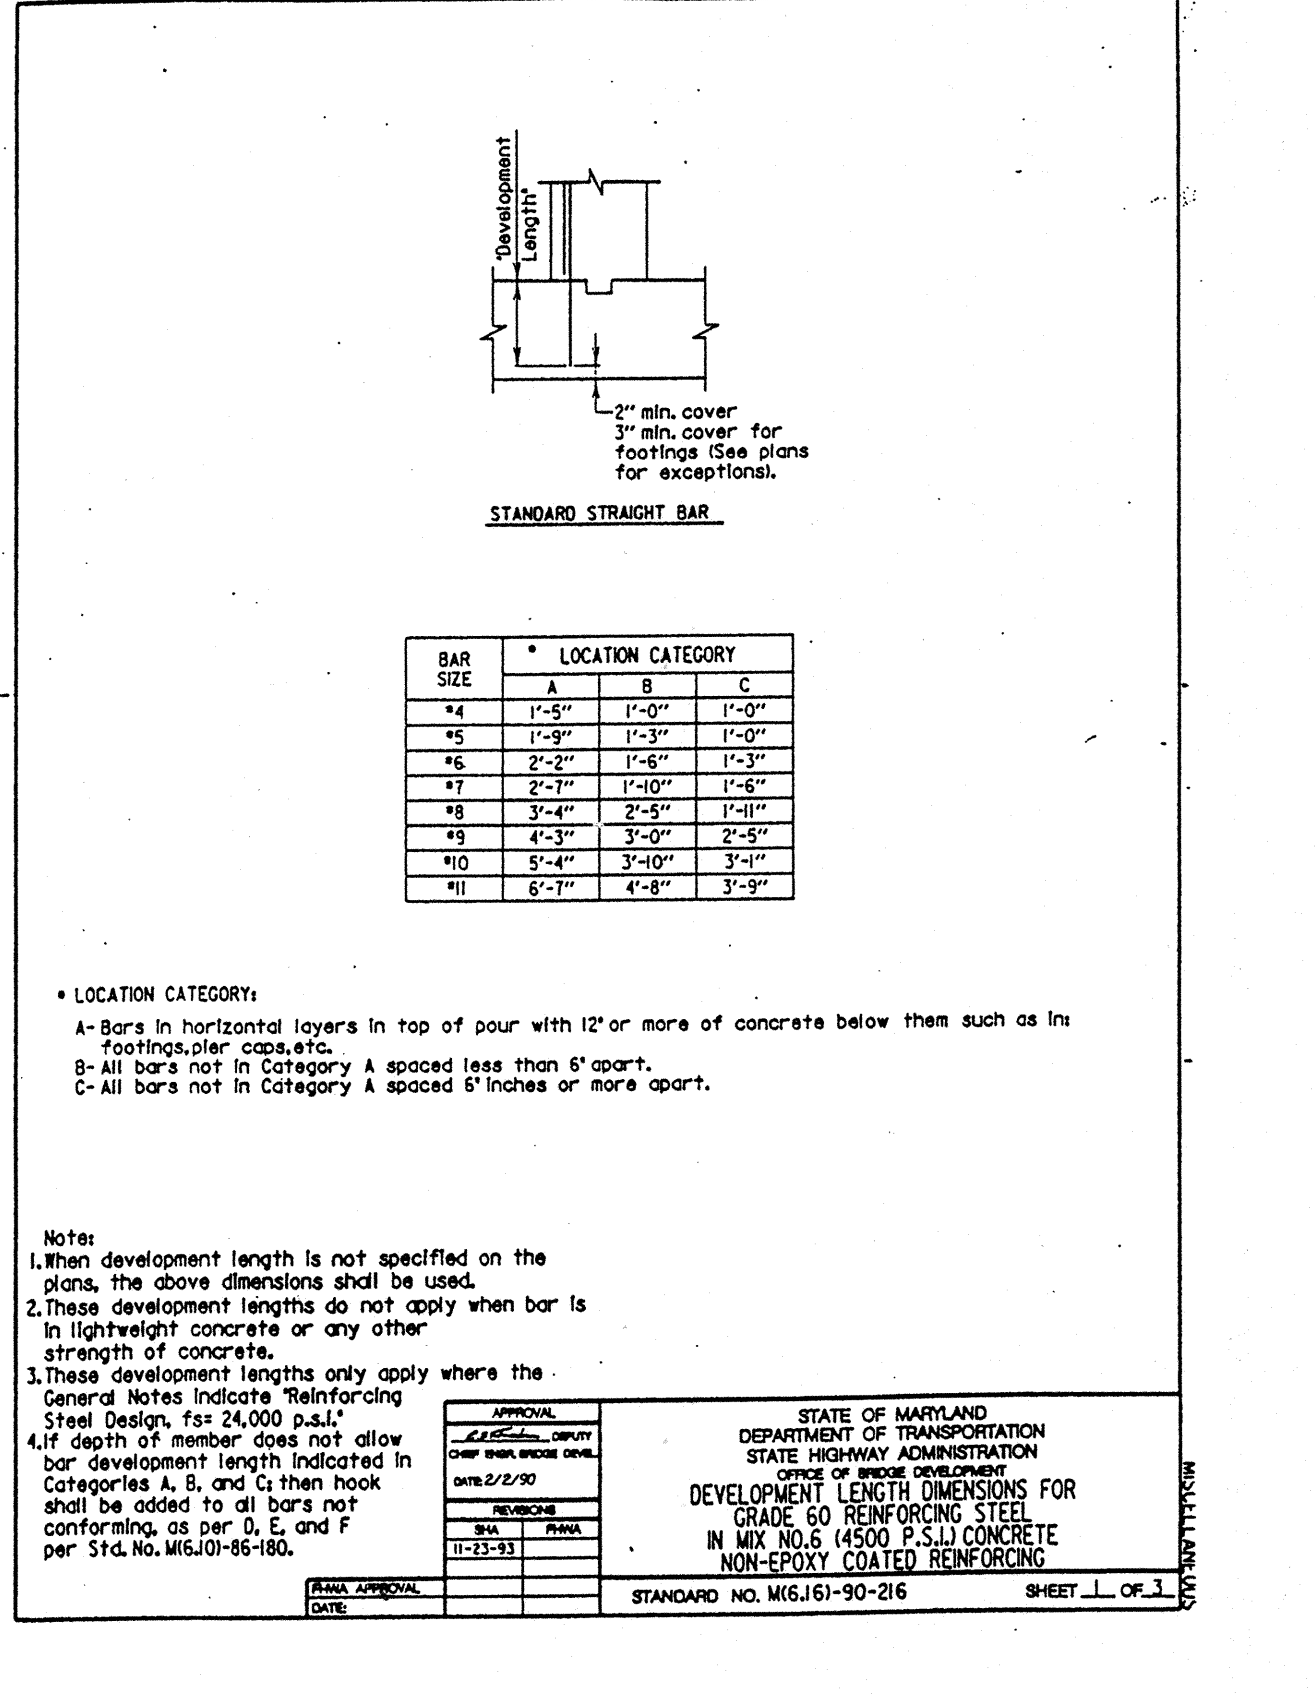 "Development
Length"
2" min. cover
3" min. cover for
footings (See plans
for exceptions).
STANDARD STRAIGHT BAR
BAR SIZE * LOCATION CATEGORY
A B C
#4 1'-5" 1'-0" 1'-0"
#5 1'-9" 1'-3" 1'-0"
#6 2'-2" 1'-6" 1'-3"
#7 2'-7" 1'-10" 1'-6"
#8 3'-4" 2'-5" 1'-11"
#9 4'-3" 3'-0" 2'-5"
#10 5'-4" 3'-10" 3'-1"
#11 6'-7" 4'-8" 3'-9"
* LOCATION CATEGORY:
A- Bars in horizontal layers in top of pour with 12" or more of concrete below them such as in:
footings, pier caps, etc.
B- All bars not in Category A spaced less than 6" apart.
C- All bars not in Category A spaced 6" inches or more apart.
Note:
1. When development length is not specified on the
plans, the above dimensions shall be used.
2. These development lengths do not apply when bar is
in lightweight concrete or any other
strength of concrete.
3. These development lengths only apply where the
General Notes indicate "Reinforcing
Steel Design, fs= 24,000 p.s.i."
4. If depth of member does not allow
bar development length indicated in
Categories A, B, and C; then hook
shall be added to all bars not
conforming, as per D, E, and F
per Std. No. M(6.10)-86-180.
APPROVAL
DEPUTY
CHIEF ENGR. BRIDGE DEVEL.
DATE: 2/2/90
REVISIONS
SHA FHWA
11-23-93
FHWA APPROVAL
DATE:
STATE OF MARYLAND
DEPARTMENT OF TRANSPORTATION
STATE HIGHWAY ADMINISTRATION
OFFICE OF BRIDGE DEVELOPMENT
DEVELOPMENT LENGTH DIMENSIONS FOR
GRADE 60 REINFORCING STEEL
IN MIX NO.6 (4500 P.S.I.) CONCRETE
NON-EPOXY COATED REINFORCING
STANDARD NO. M(6.16)-90-216 SHEET 1 OF 3
MISCELLANEOUS